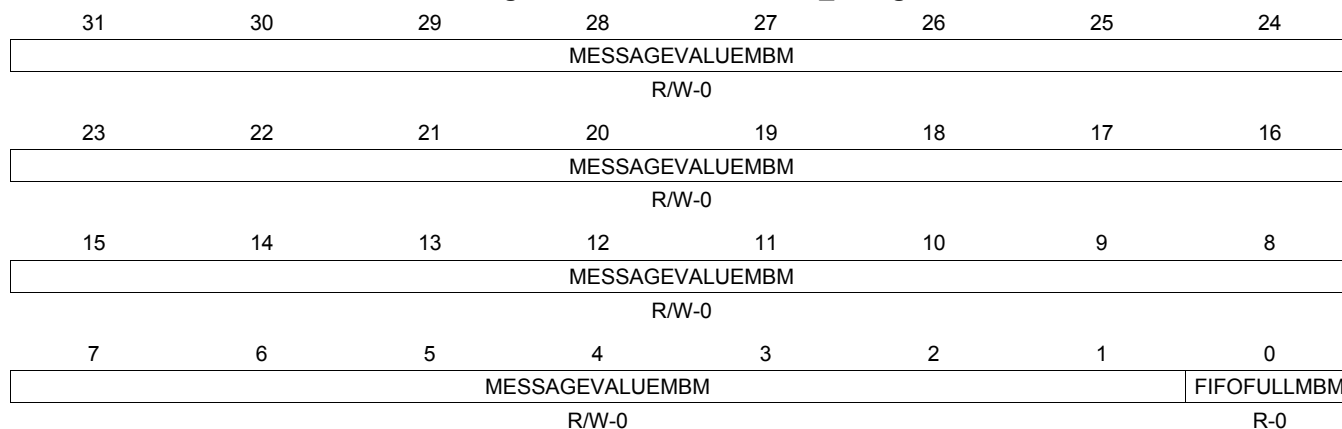 31 30 29 28 27 26 25 24
MESSAGEVALUEMBM
R/W-0
23 22 21 20 19 18 17 16
MESSAGEVALUEMBM
R/W-0
15 14 13 12 11 10 9 8
MESSAGEVALUEMBM
R/W-0
7 6 5 4 3 2 1 0
MESSAGEVALUEMBM FIFOFULLMBM
R/W-0 R-0